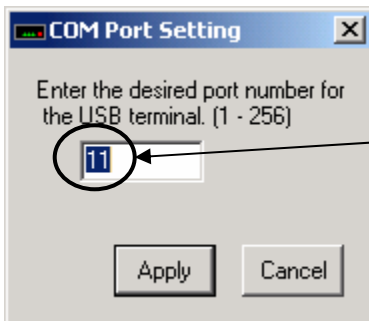 COM Port Setting
Enter the desired port number for
the USB terminal. (1 - 256)
11
Apply Cancel